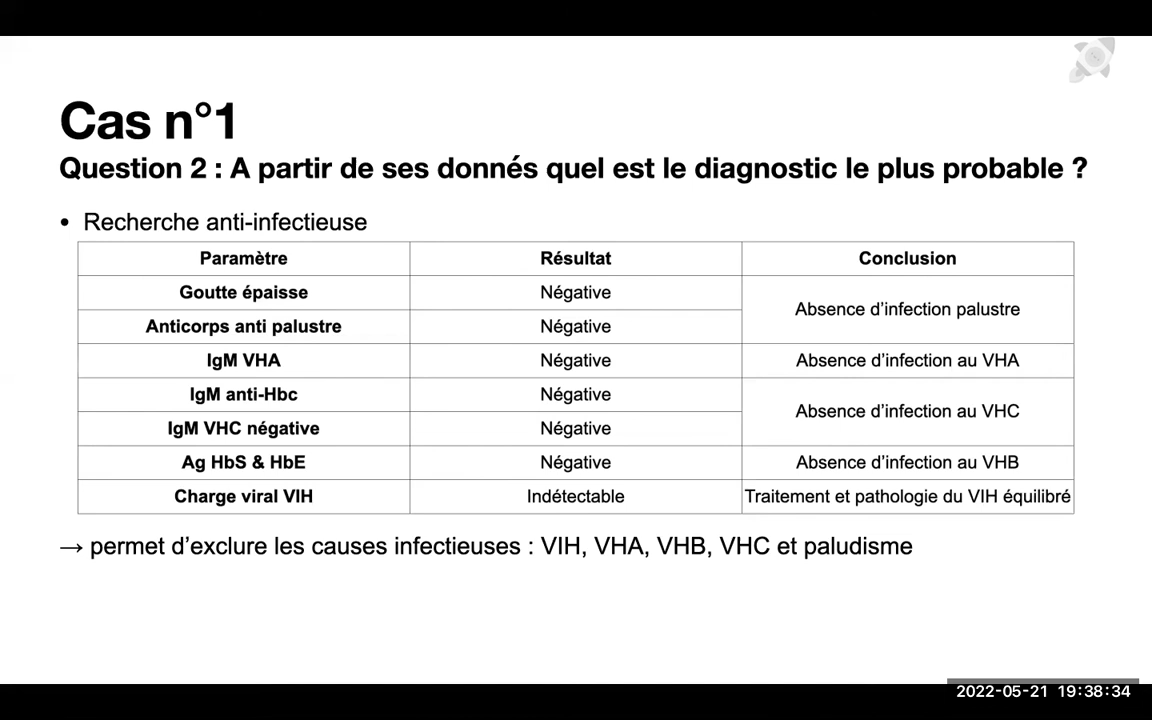 Cas n°1
Question 2 : A partir de ses donnés quel est le diagnostic le plus probable ?
• Recherche anti-infectieuse
Paramètre Résultat Conclusion
Goutte épaisse Négative
Absence d'infection palustre
Anticorps anti palustre Négative
IgM VHA Négative Absence d'infection au VHA
IgM anti-Hbc Négative
Absence d'infection au VHC
IgM VHC négative Négative
Ag HbS & HbE Négative Absence d'infection au VHB
Charge viral VIH Indétectable Traitement et pathologie du VIH équilibré
→ permet d'exclure les causes infectieuses : VIH, VHA, VHB, VHC et paludisme
2022-05-21 19:38:34